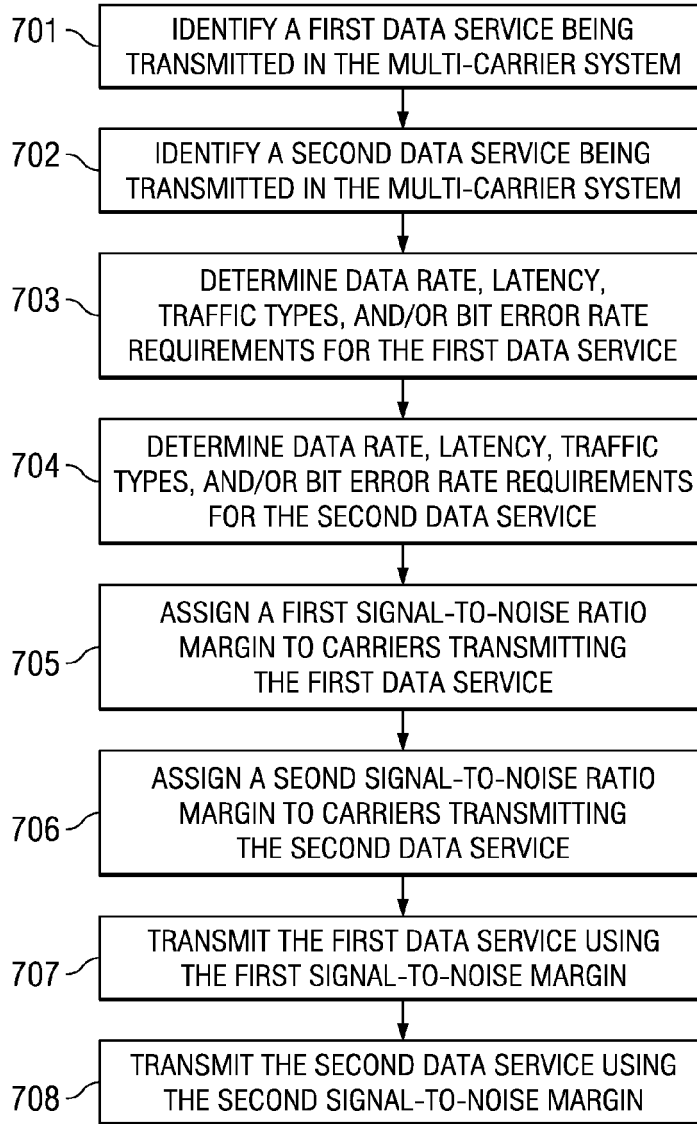 701
IDENTIFY A FIRST DATA SERVICE BEING
TRANSMITTED IN THE MULTI-CARRIER SYSTEM
702
IDENTIFY A SECOND DATA SERVICE BEING
TRANSMITTED IN THE MULTI-CARRIER SYSTEM
703
DETERMINE DATA RATE, LATENCY,
TRAFFIC TYPES, AND/OR BIT ERROR RATE
REQUIREMENTS FOR THE FIRST DATA SERVICE
704
DETERMINE DATA RATE, LATENCY, TRAFFIC
TYPES, AND/OR BIT ERROR RATE REQUIREMENTS
FOR THE SECOND DATA SERVICE
705
ASSIGN A FIRST SIGNAL-TO-NOISE RATIO
MARGIN TO CARRIERS TRANSMITTING
THE FIRST DATA SERVICE
706
ASSIGN A SEOND SIGNAL-TO-NOISE RATIO
MARGIN TO CARRIERS TRANSMITTING
THE SECOND DATA SERVICE
707
TRANSMIT THE FIRST DATA SERVICE USING
THE FIRST SIGNAL-TO-NOISE MARGIN
708
TRANSMIT THE SECOND DATA SERVICE USING
THE SECOND SIGNAL-TO-NOISE MARGIN